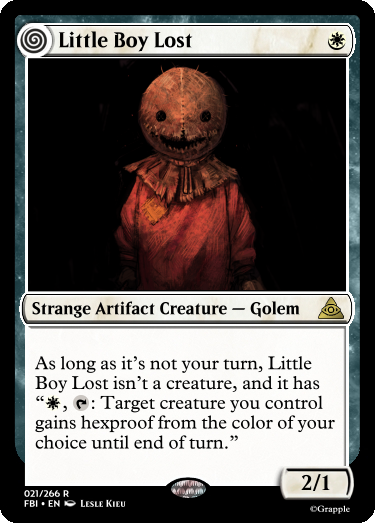 Little Boy Lost
Strange Artifact Creature — Golem
As long as it's not your turn, Little
Boy Lost isn't a creature, and it has
“, : Target creature you control
gains hexproof from the color of your
choice until end of turn.”
2/1
021/266 R
FBI • EN Lesle Kieu
©Grapple